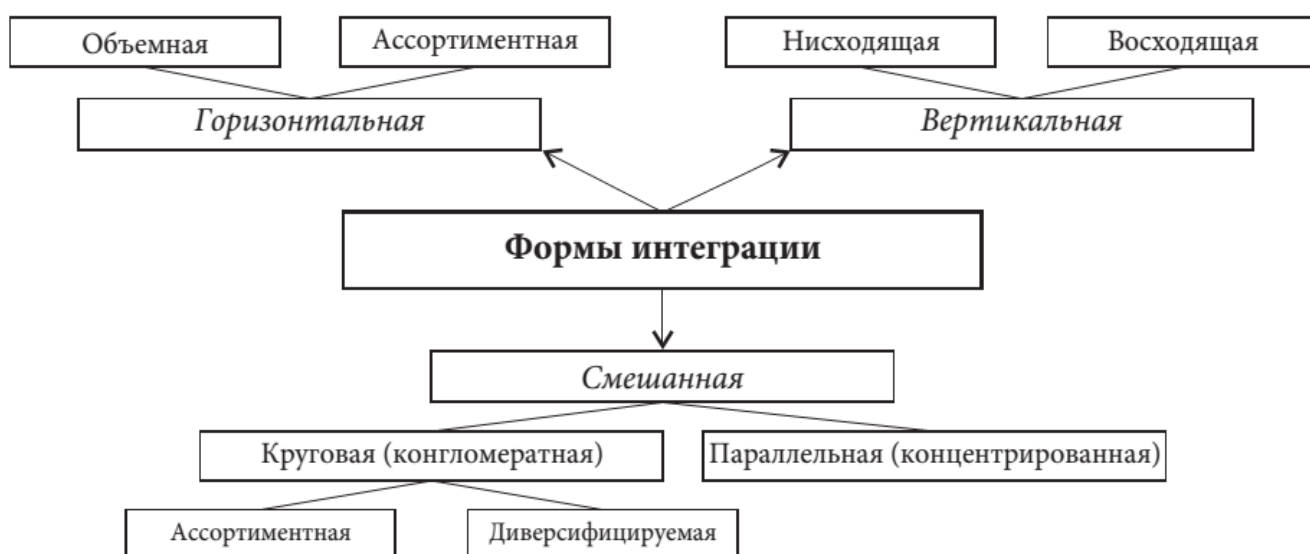 Объемная
Ассортиментная
Нисходящая
Восходящая
Горизонтальная
Вертикальная
Формы интеграции
Смешанная
Круговая (конгломератная)
Параллельная (концентрированная)
Ассортиментная
Диверсифицируемая